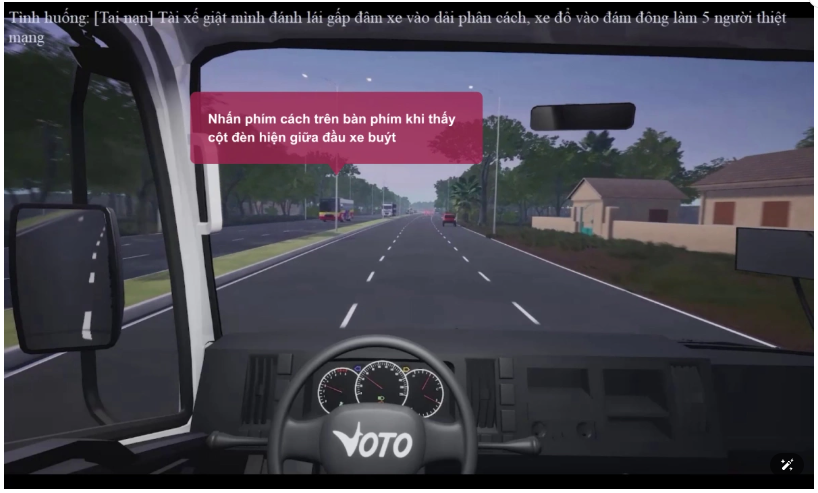 Tình huống: [Tai nạn] Tài xế giật mình đánh lái gấp đâm xe vào dải phân cách, xe đổ vào đám đông làm 5 người thiệt
mạng
Nhấn phím cách trên bàn phím khi thấy
cột đèn hiện giữa đầu xe buýt
VOTO